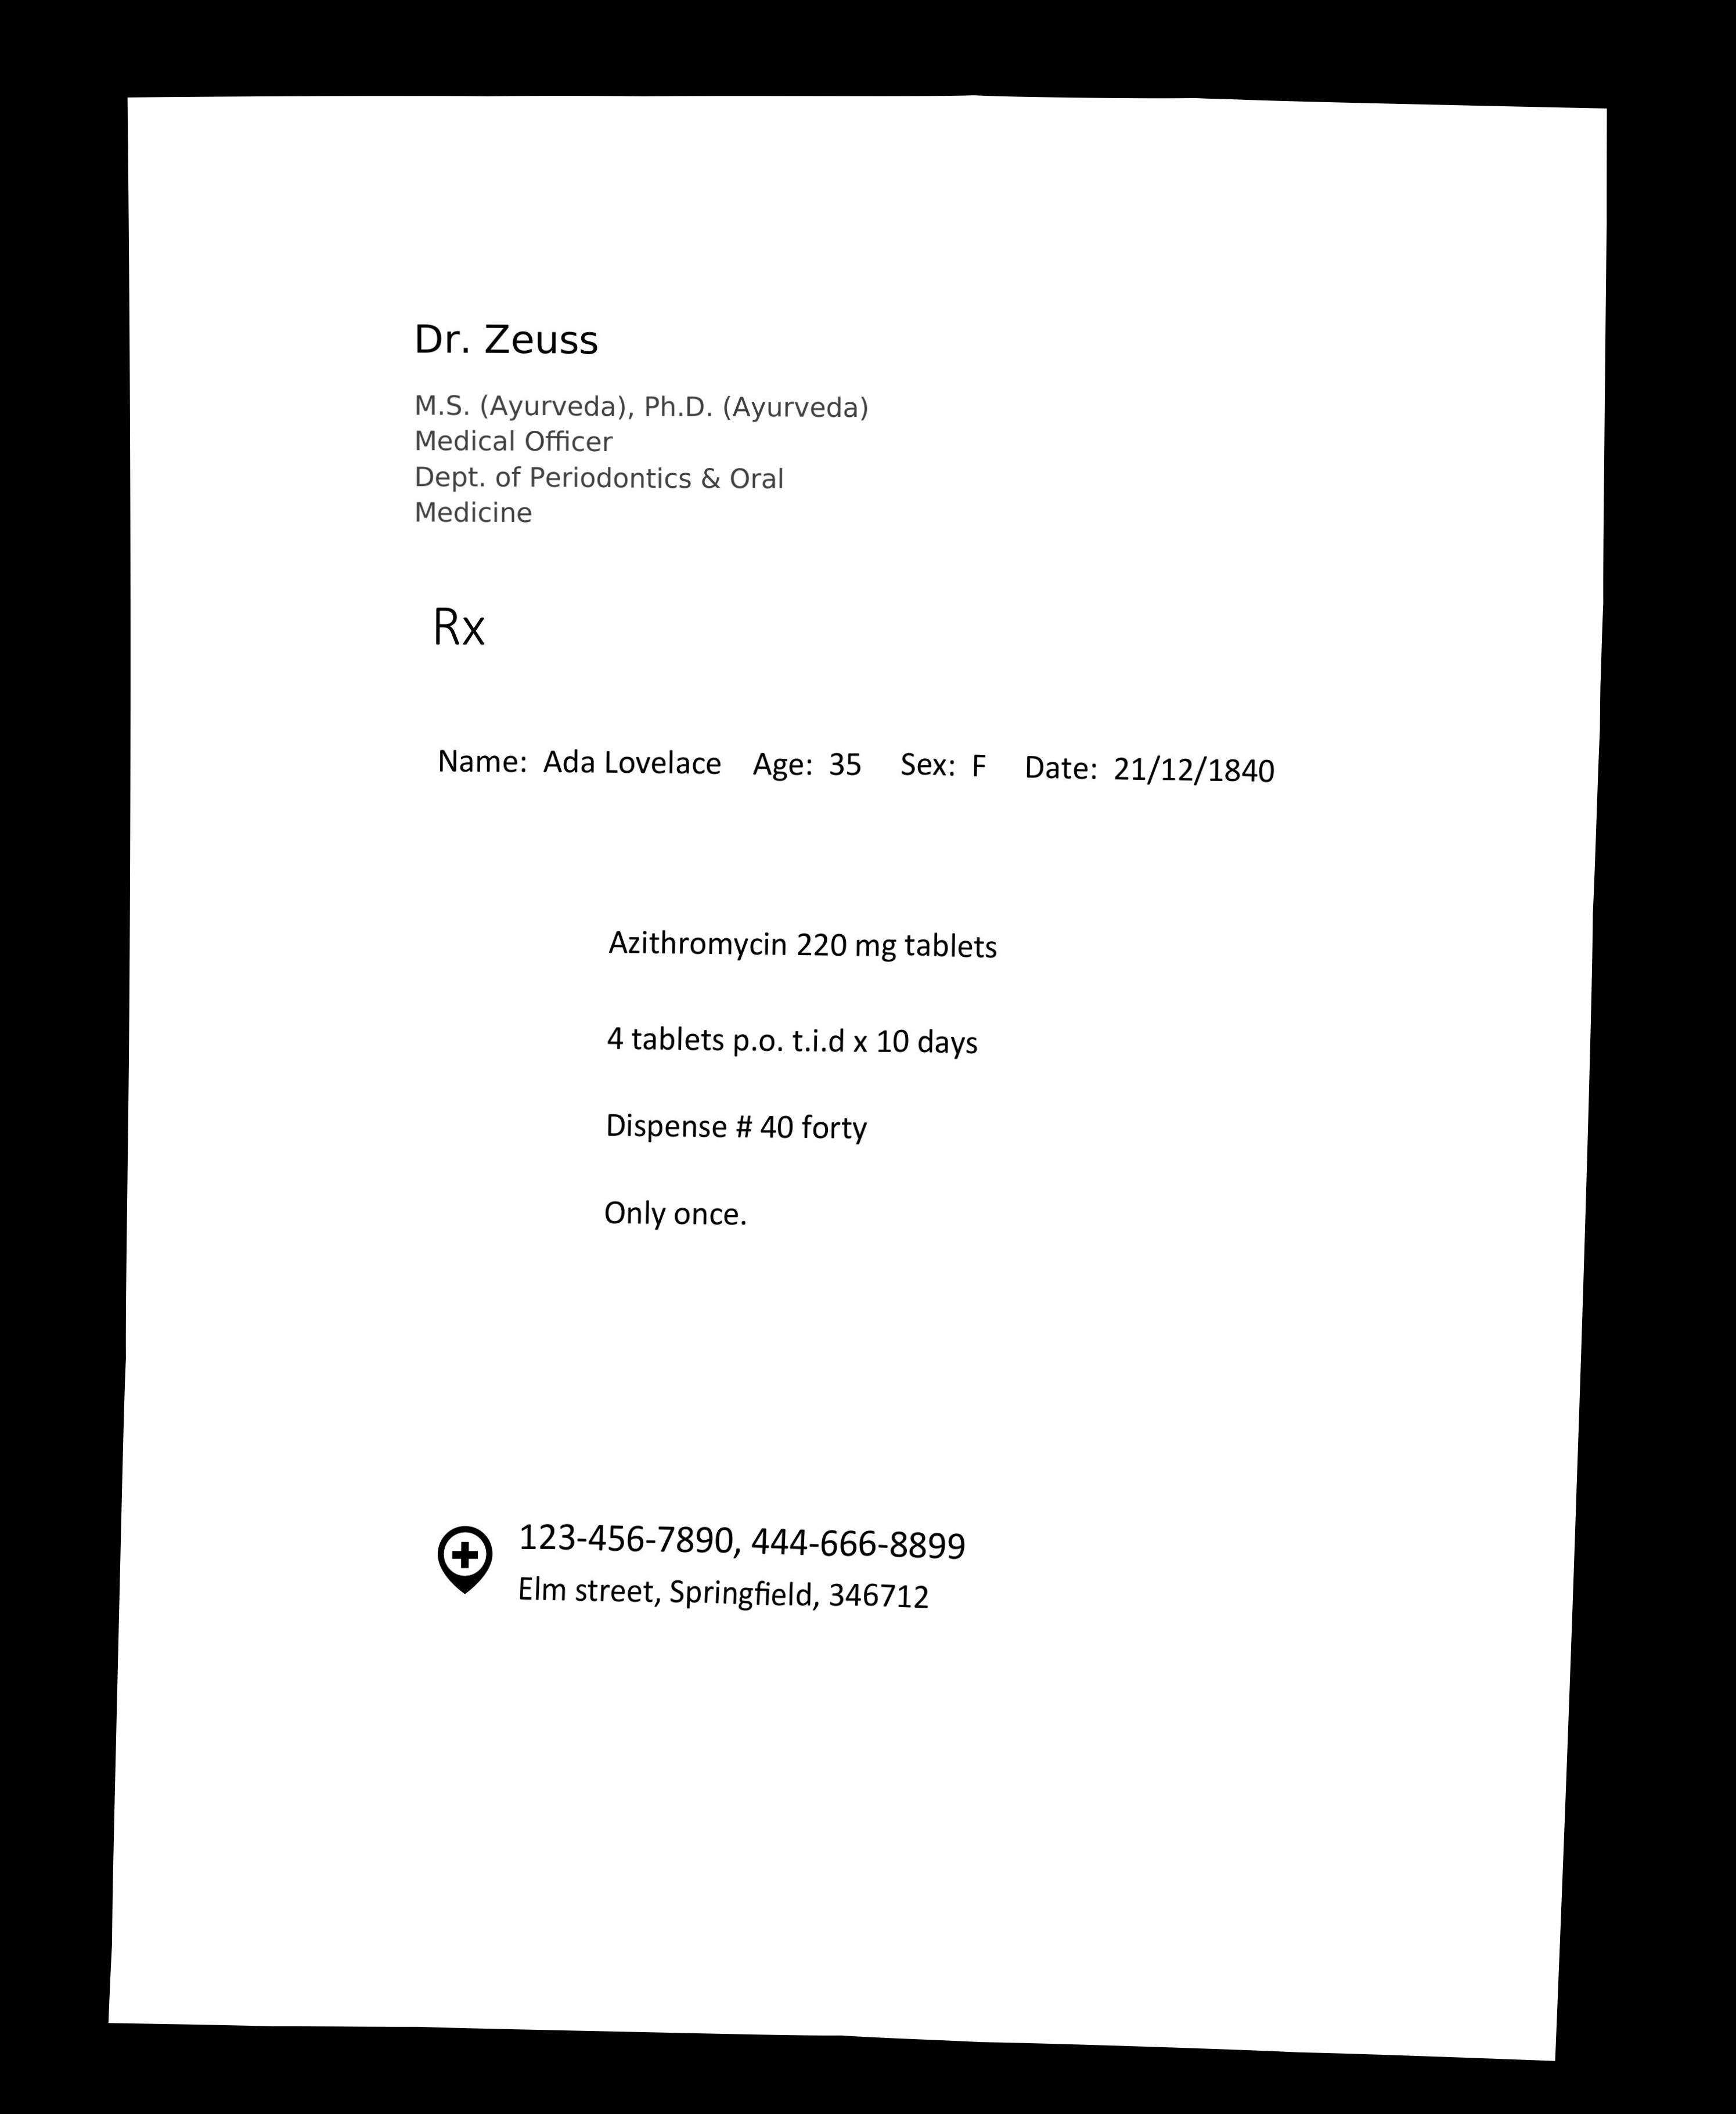 Dr. Zeuss
M.S. (Ayurveda), Ph.D. (Ayurveda)
Medical Officer
Dept. of Periodontics & Oral
Medicine
Rx
Name: Ada Lovelace Age: 35 Sex: F Date: 21/12/1840
Azithromycin 220 mg tablets
4 tablets p.o. t.i.d x 10 days
Dispense # 40 forty
Only once.
123-456-7890, 444-666-8899
Elm street, Springfield, 346712